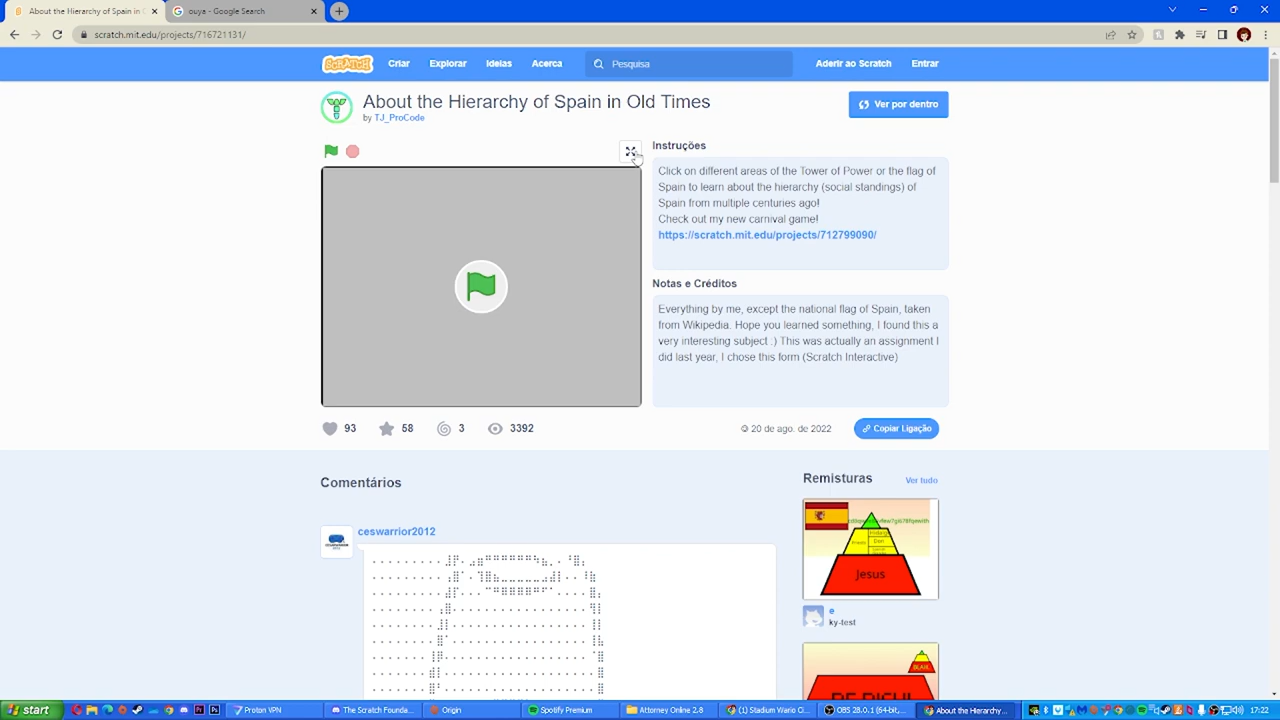 About the Hierarchy of Spain in
ouya - Google Search
scratch.mit.edu/projects/716721131/
SCRATCH
Criar
Explorar
Ideias
Acerca
Pesquisa
Aderir ao Scratch
Entrar
About the Hierarchy of Spain in Old Times
by TJ_ProCode
Ver por dentro
Instruções
Click on different areas of the Tower of Power or the flag of
Spain to learn about the hierarchy (social standings) of
Spain from multiple centuries ago!
Check out my new carnival game!
https://scratch.mit.edu/projects/712799090/
Notas e Créditos
Everything by me, except the national flag of Spain, taken
from Wikipedia. Hope you learned something, I found this a
very interesting subject :) This was actually an assignment I
did last year, I chose this form (Scratch Interactive)
93
58
3
3392
20 de ago. de 2022
Copiar Ligação
Comentários
ceswarrior2012
Remisturas
Ver tudo
Don
Jesus
e
ky-test
start
Proton VPN
The Scratch Founda...
Origin
Spotify Premium
Attorney Online 2.8
(1) Stadium Wario Ci...
OBS 28.0.1 (64-bit,...
About the Hierarchy...
17:22